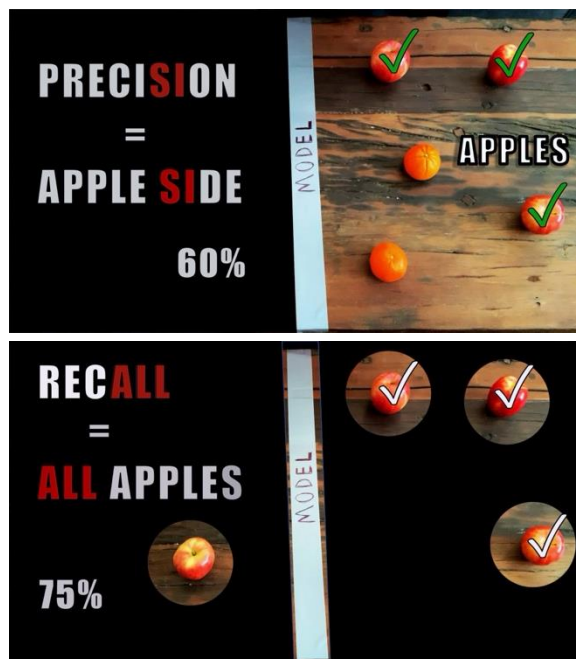 PRECISION
=
APPLE SIDE
60%
MODEL
APPLES
RECALL
=
ALL APPLES
75%
MODEL